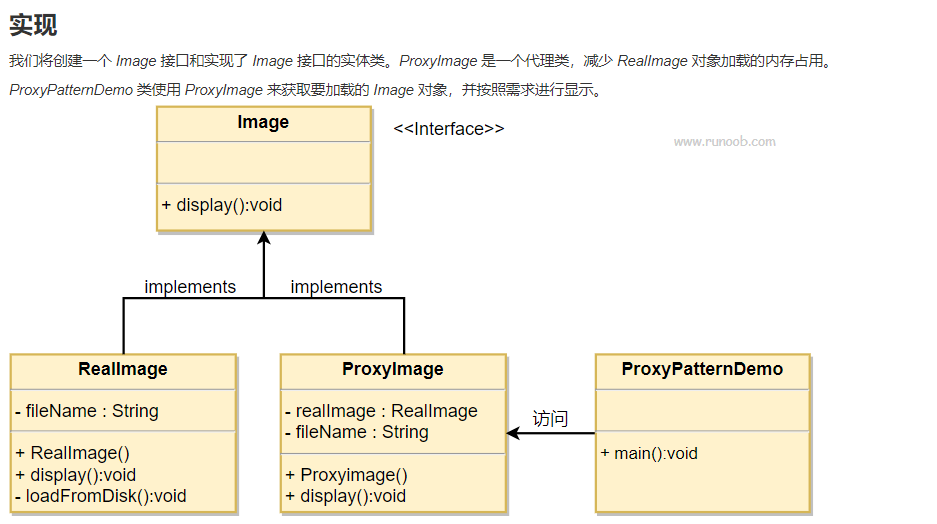 实现
我们将创建一个 Image 接口和实现了 Image 接口的实体类。ProxyImage 是一个代理类，减少 RealImage 对象加载的内存占用。
ProxyPatternDemo 类使用 ProxyImage 来获取要加载的 Image 对象，并按照需求进行显示。
Image
<<Interface>>
www.runoob.com
+ display():void
implements
implements
RealImage
- fileName : String
+ RealImage()
+ display():void
- loadFromDisk():void
ProxyImage
- realImage : RealImage
- fileName : String
+ Proxyimage()
+ display():void
访问
ProxyPatternDemo
+ main():void